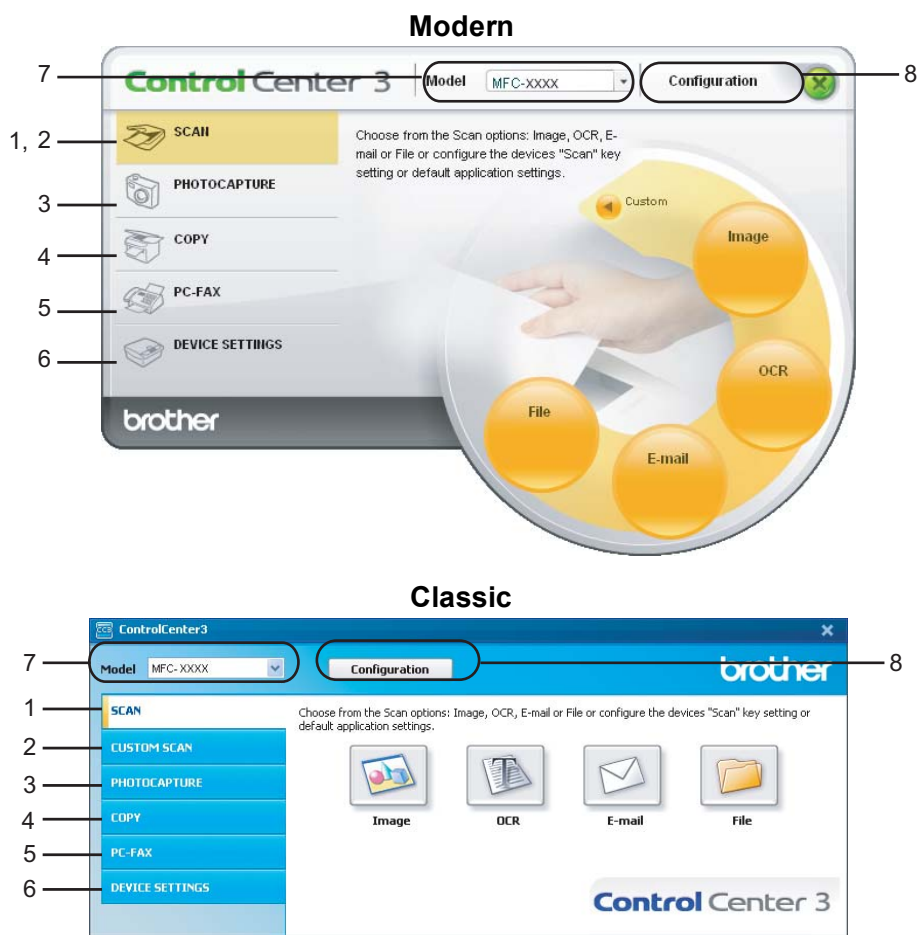 Modern
7
Control Center 3
Model
MFC-XXXX
Configuration
8
1, 2
SCAN
3
PHOTOCAPTURE
4
COPY
5
PC-FAX
6
DEVICE SETTINGS
brother
Choose from the Scan options: Image, OCR, E-
mail or File or configure the devices "Scan" key
setting or default application settings.
Custom
Image
OCR
E-mail
File
Classic
ControlCenter3
7
Model
MFC- XXXX
Configuration
brother
8
1
SCAN
2
CUSTOM SCAN
3
PHOTOCAPTURE
4
COPY
5
PC-FAX
6
DEVICE SETTINGS
Choose from the Scan options: Image, OCR, E-mail or File or configure the devices "Scan" key setting or
default application settings.
Image
OCR
E-mail
File
Control Center 3